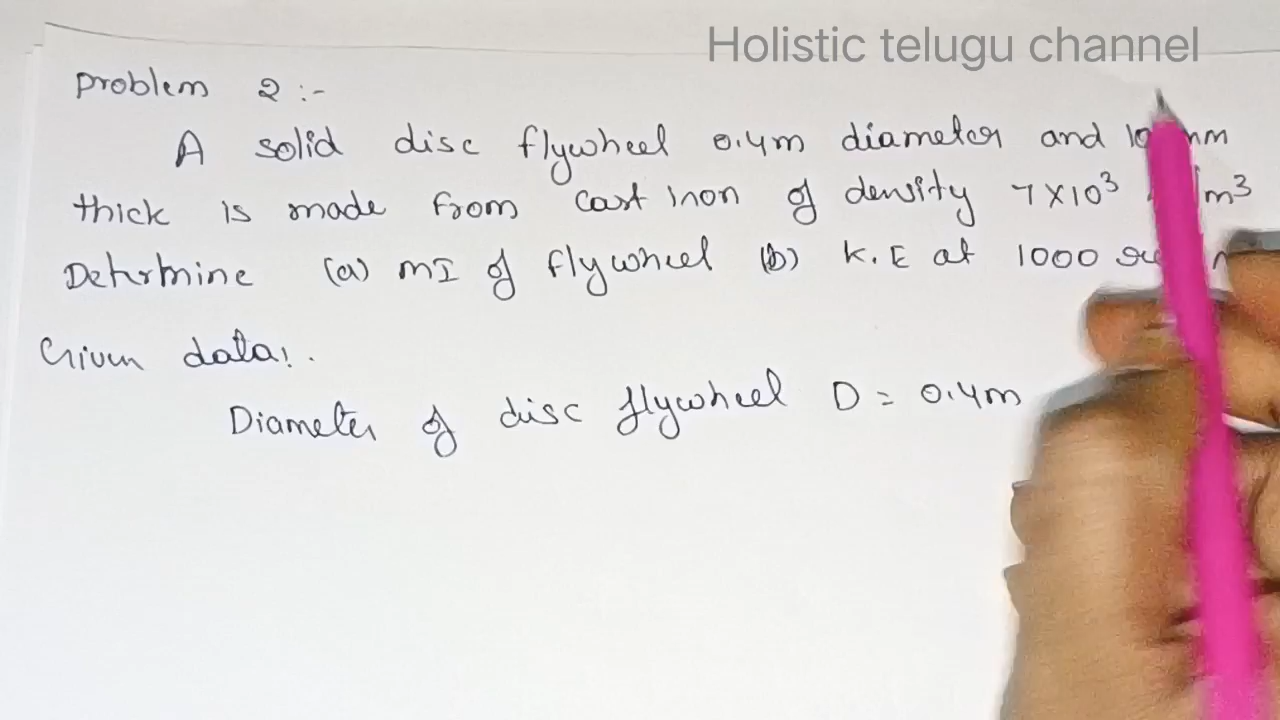 Holistic telugu channel
Problem 2 :-
A solid disc flywheel 0.4m diameter and
thick is made from cast iron of density 7x10³ m³
Determine (a) MI of flywheel (b) K.E at 1000
Given data:.
Diameter of disc flywheel D = 0.4m